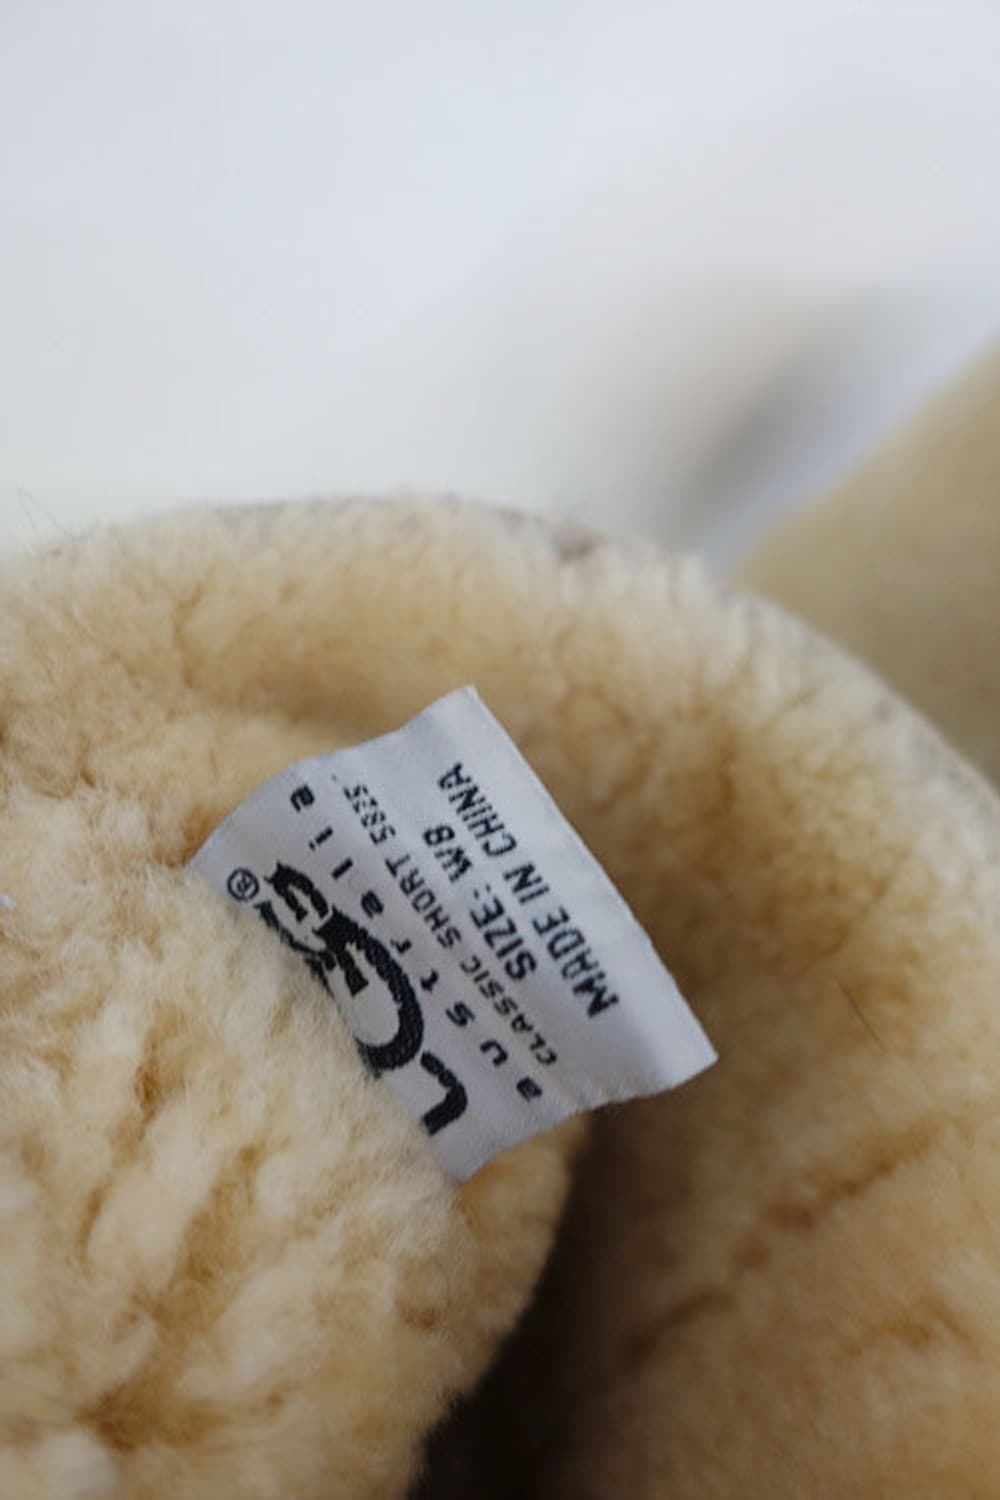 UGG®
australia
CLASSIC SHORT 5825
SIZE: W8
MADE IN CHINA